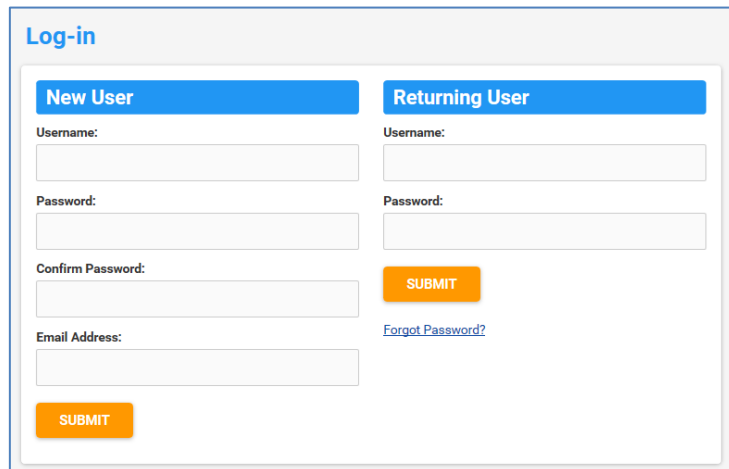 Log-in
New User
Username:
Password:
Confirm Password:
Email Address:
SUBMIT
Returning User
Username:
Password:
SUBMIT
Forgot Password?